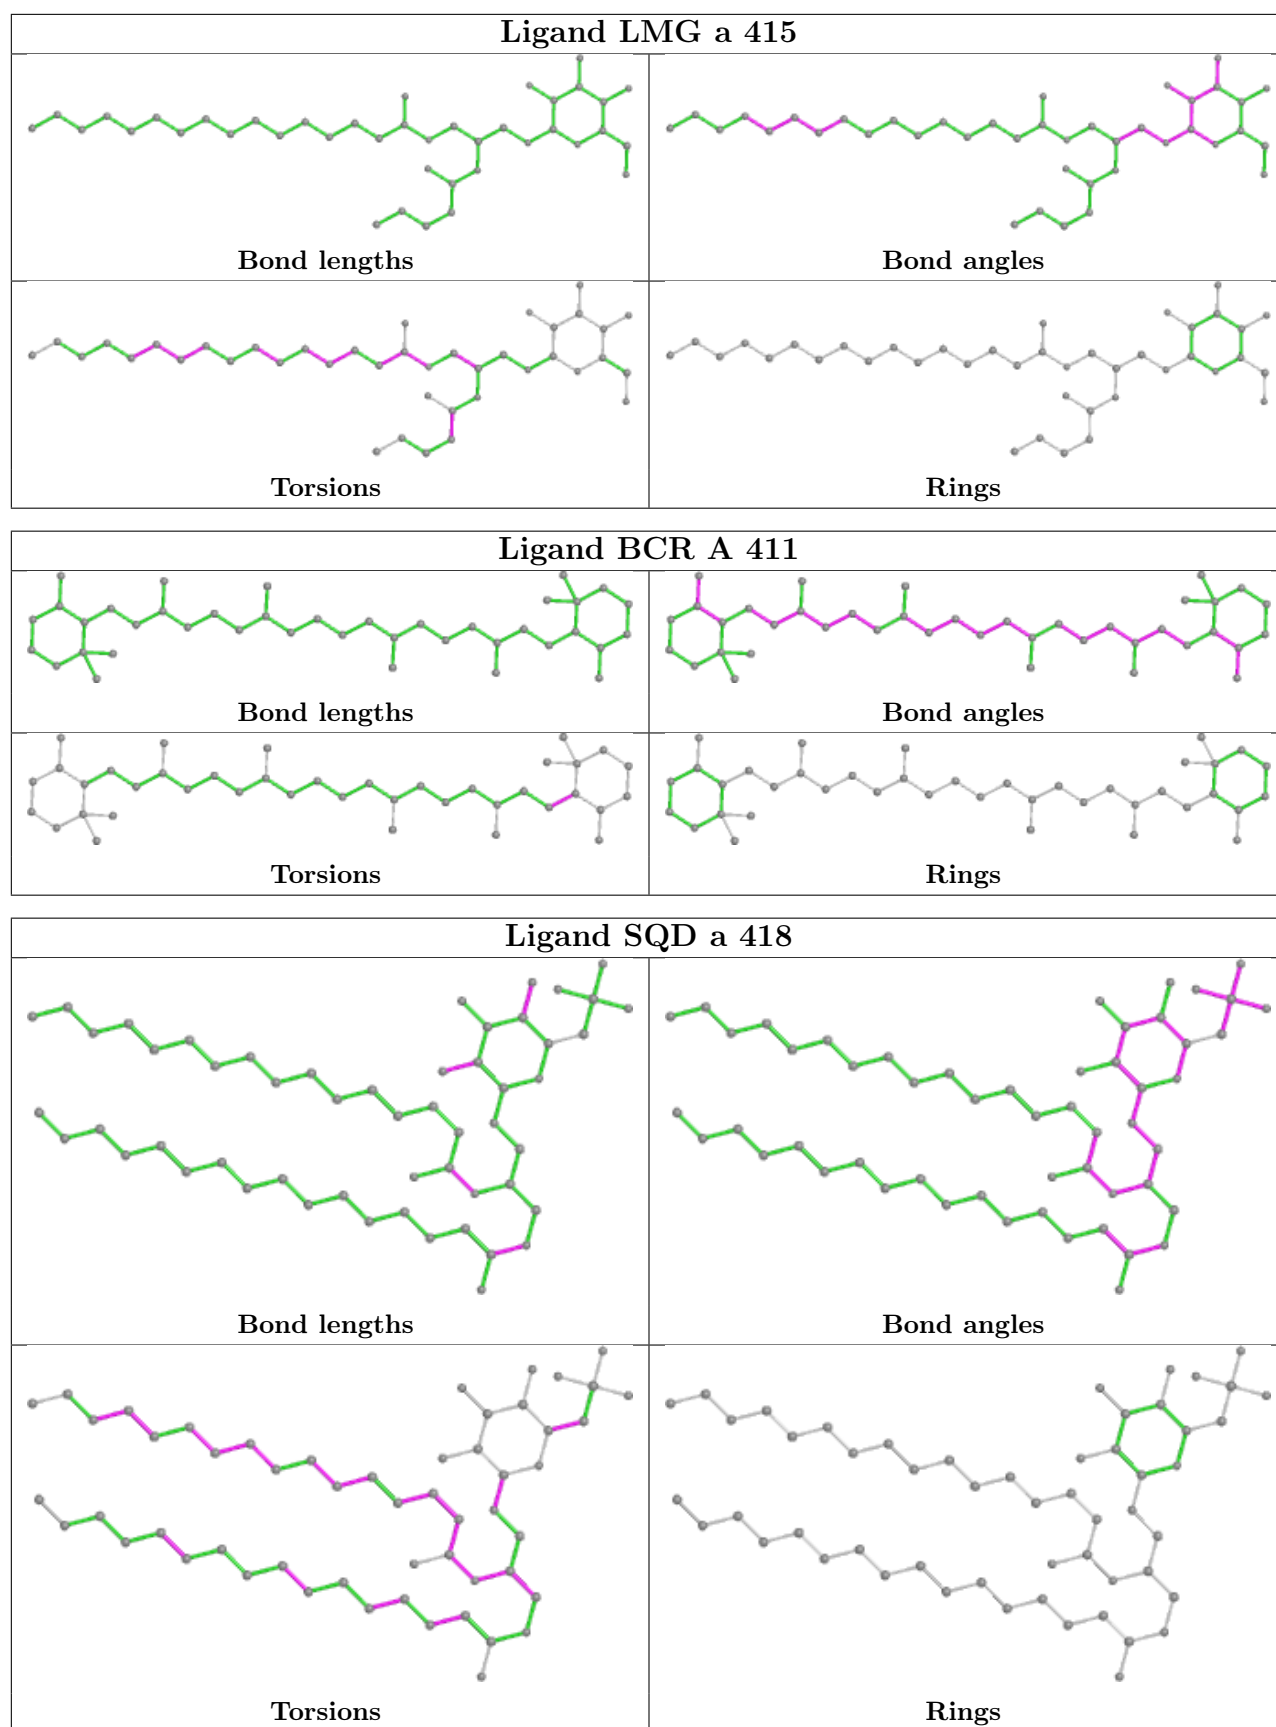 Ligand LMG a 415
Bond lengths
Bond angles
Torsions
Rings
Ligand BCR A 411
Bond lengths
Bond angles
Torsions
Rings
Ligand SQD a 418
Bond lengths
Bond angles
Torsions
Rings